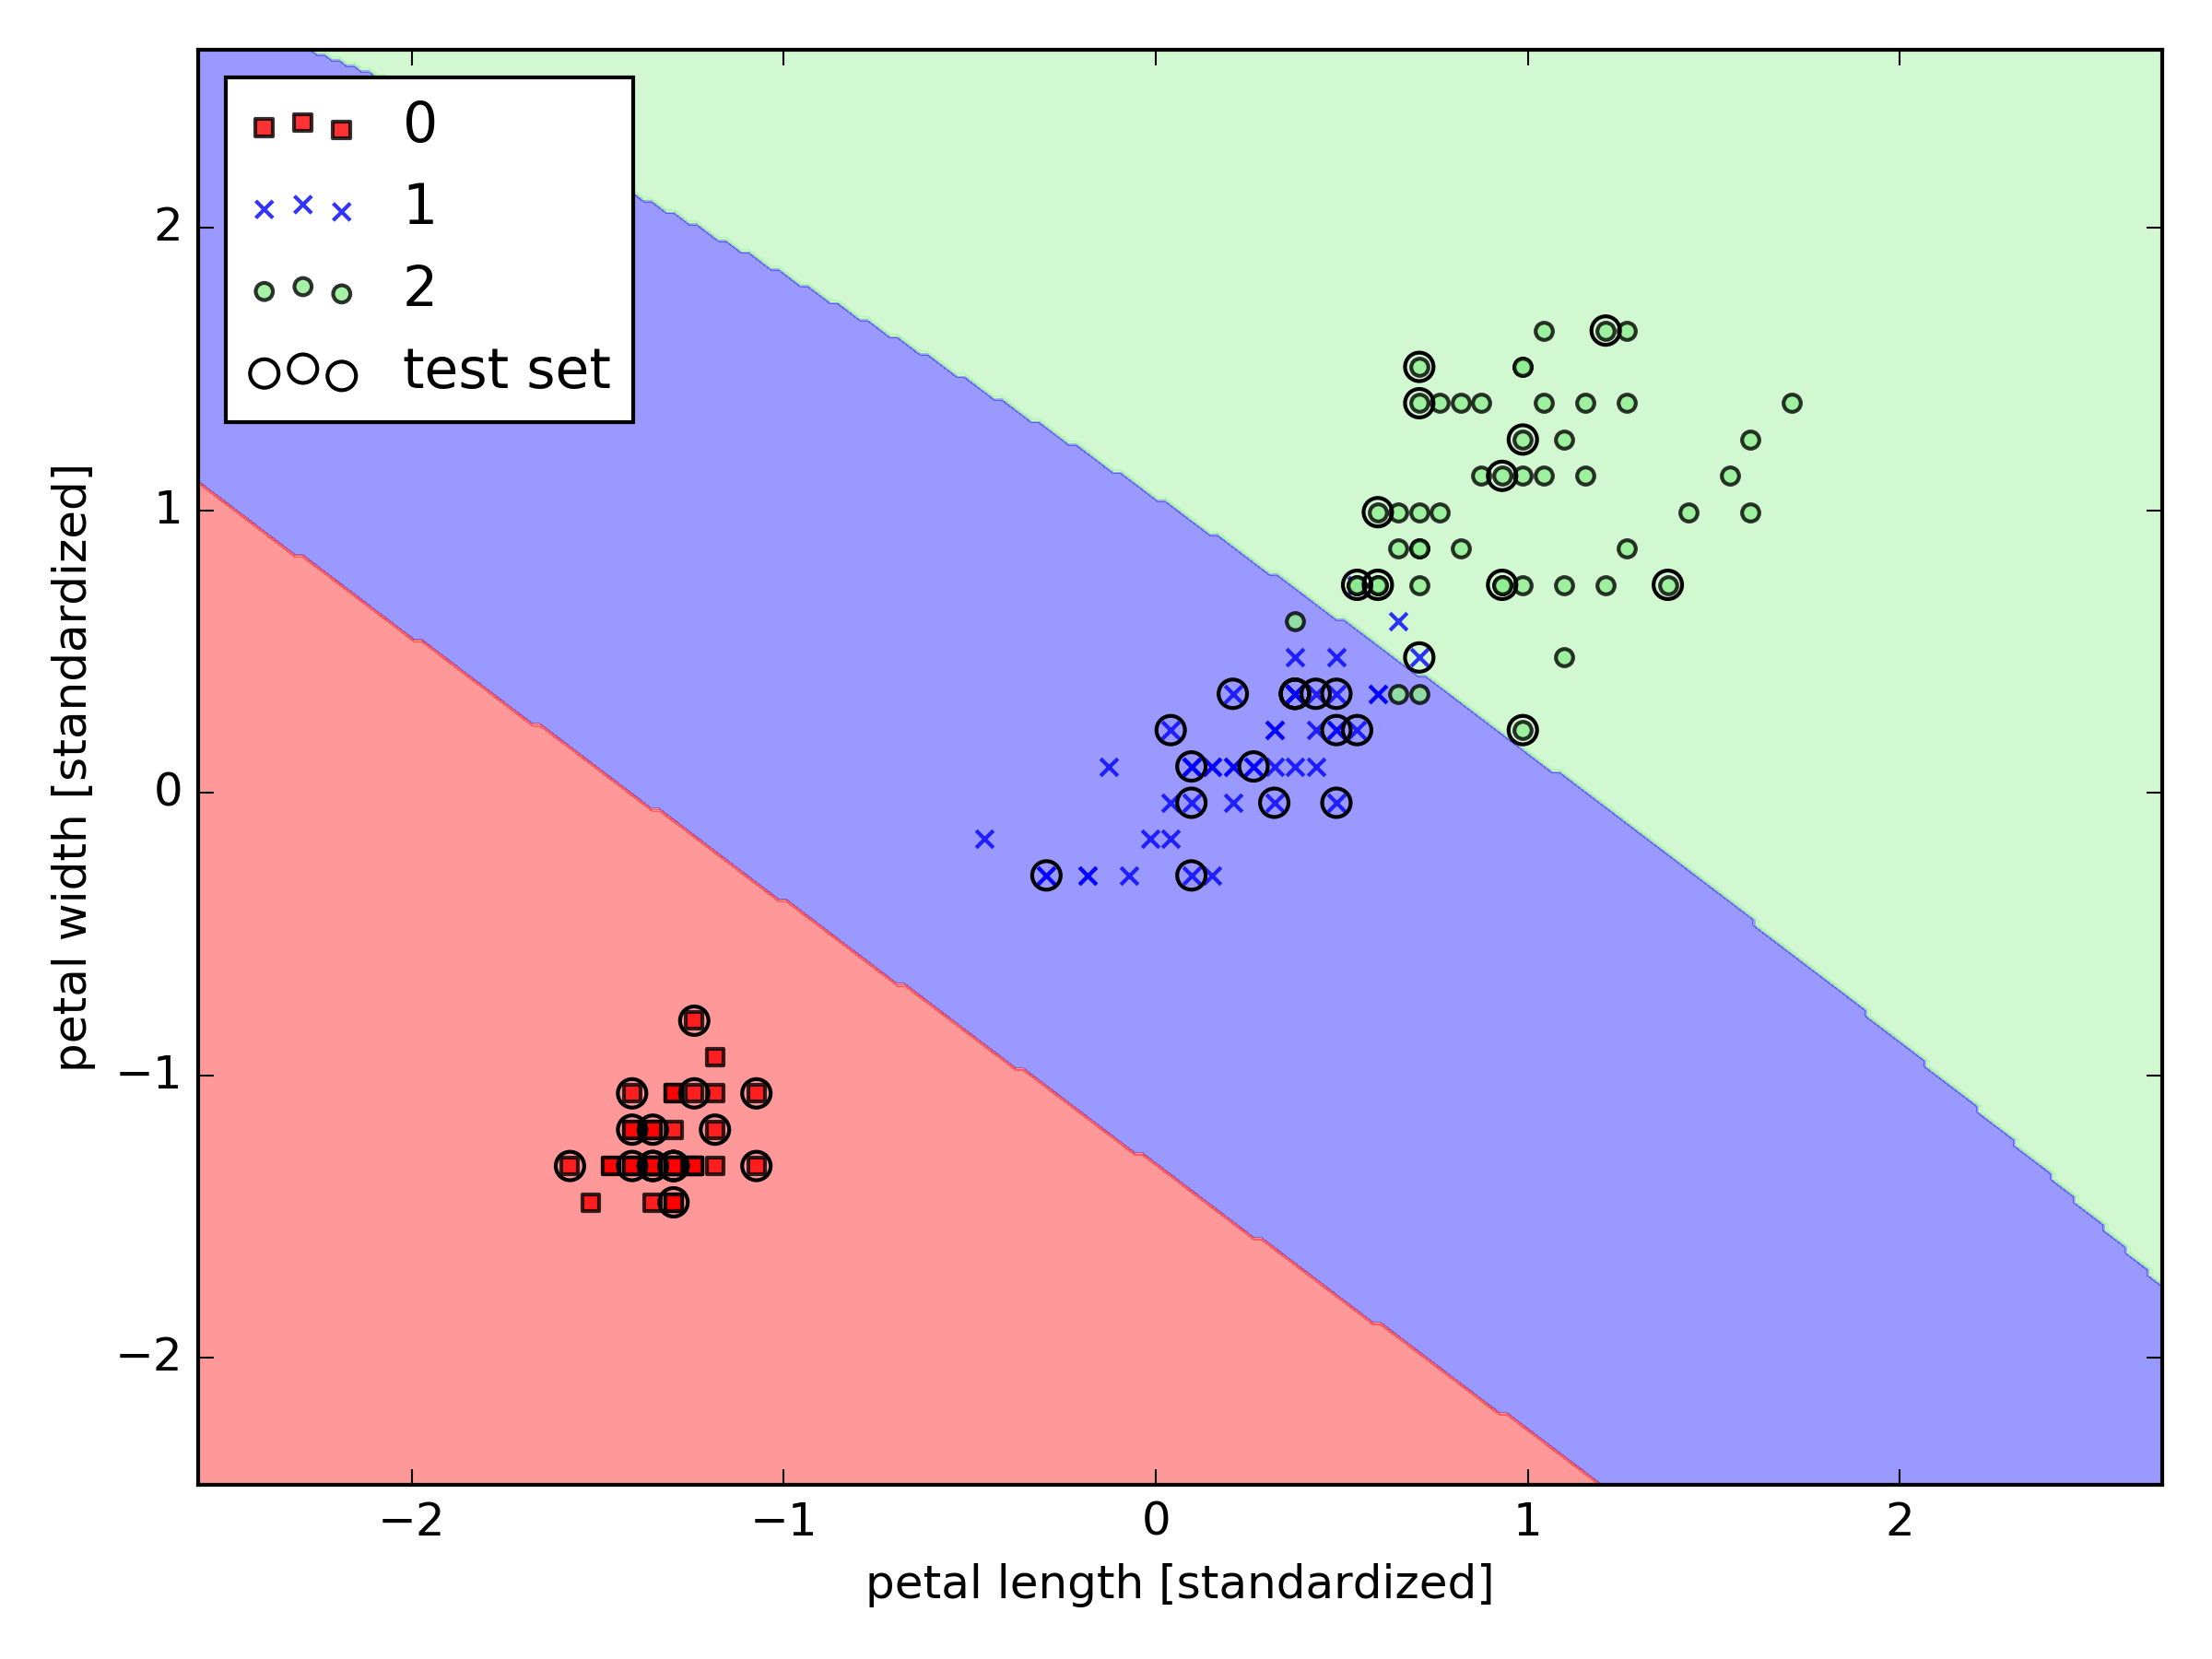 0
1
2
test set
2
1
0
−1
−2
petal width [standardized]
−2 −1 0 1 2
petal length [standardized]